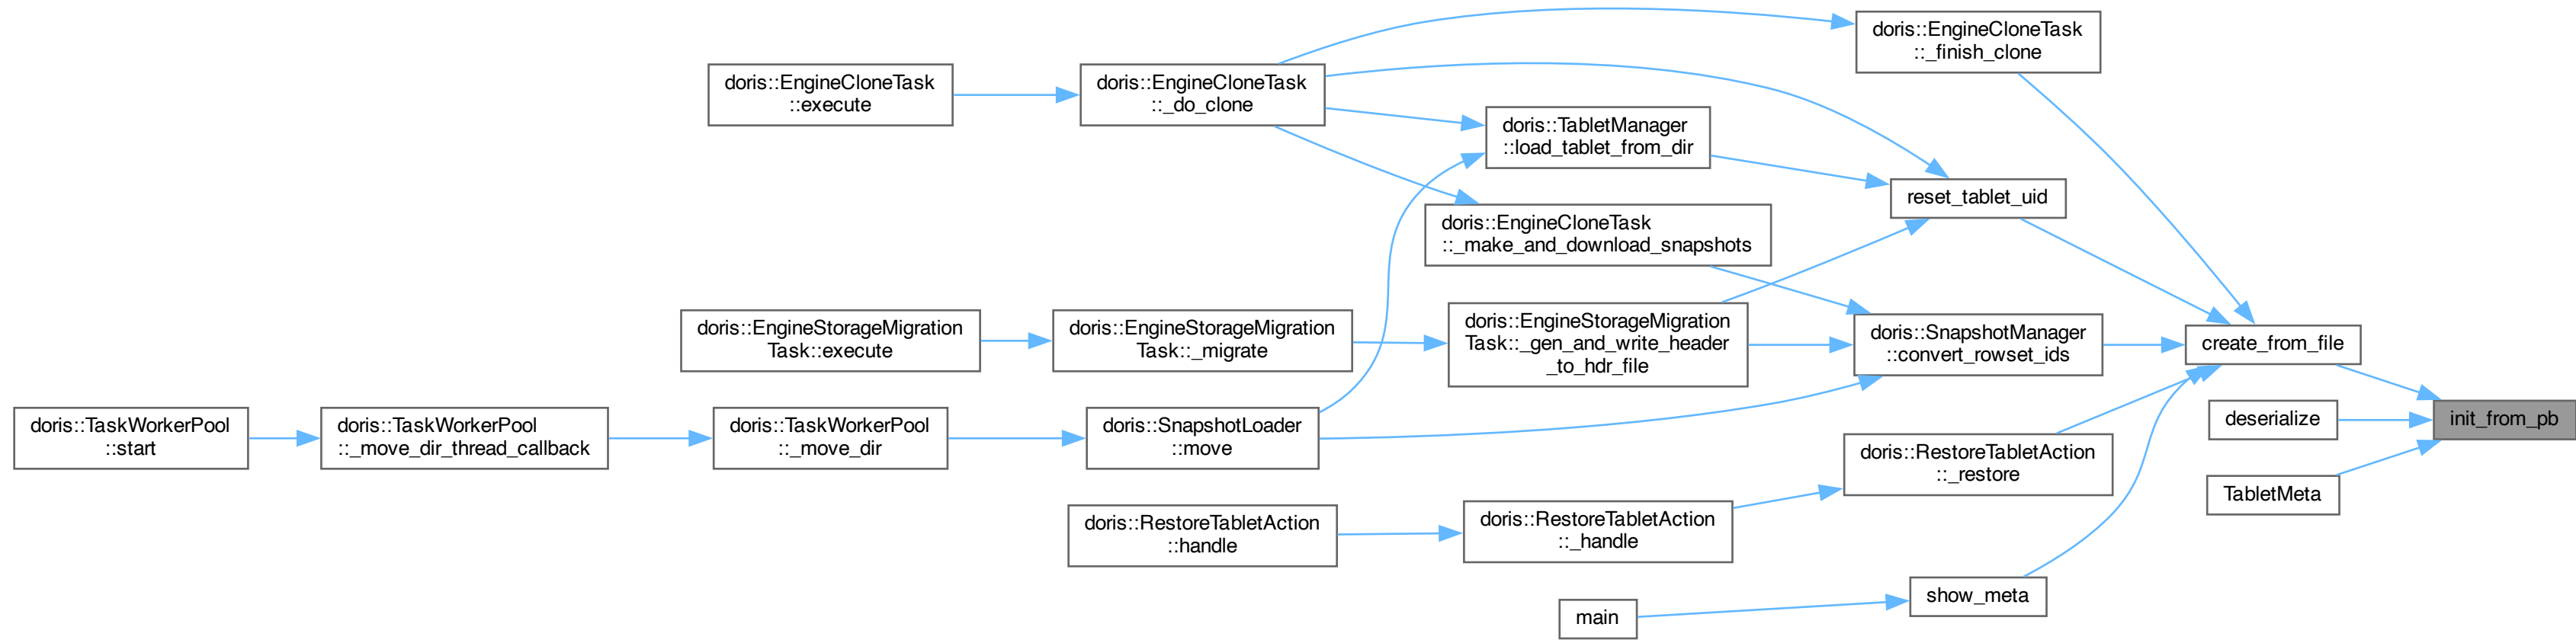 doris::EngineCloneTask
::_finish_clone
doris::EngineCloneTask
::execute
doris::EngineCloneTask
::_do_clone
doris::TabletManager
::load_tablet_from_dir
reset_tablet_uid
doris::EngineCloneTask
::_make_and_download_snapshots
doris::EngineStorageMigration
Task::execute
doris::EngineStorageMigration
Task::_migrate
doris::EngineStorageMigration
Task::_gen_and_write_header
_to_hdr_file
doris::SnapshotManager
::convert_rowset_ids
create_from_file
doris::TaskWorkerPool
::start
doris::TaskWorkerPool
::_move_dir_thread_callback
doris::TaskWorkerPool
::_move_dir
doris::SnapshotLoader
::move
deserialize
init_from_pb
doris::RestoreTabletAction
::_restore
TabletMeta
doris::RestoreTabletAction
::handle
doris::RestoreTabletAction
::_handle
show_meta
main